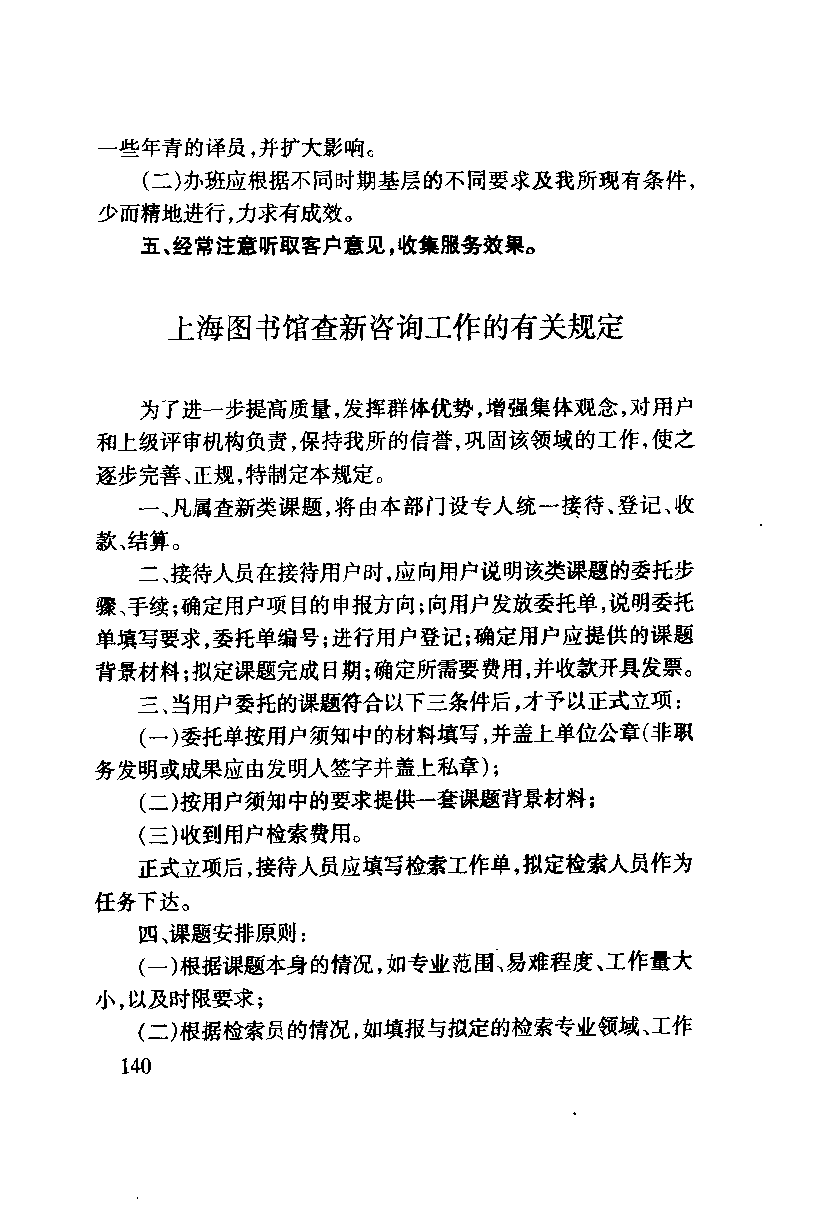 一些年青的译员,并扩大影响。
(二)办班应根据不同时期基层的不同要求及我所现有条件,
少而精地进行,力求有成效。
五、经常注意听取客户意见,收集服务效果。
上海图书馆查新咨询工作的有关规定
为了进一步提高质量,发挥群体优势,增强集体观念,对用户
和上级评审机构负责,保持我所的信誉,巩固该领域的工作,使之
逐步完善、正规,特制定本规定。
一、凡属查新类课题,将由本部门设专人统一接待、登记、收
款、结算。
二、接待人员在接待用户时,应向用户说明该类课题的委托步
骤、手续;确定用户项目的申报方向;向用户发放委托单,说明委托
单填写要求,委托单编号;进行用户登记;确定用户应提供的课题
背景材料;拟定课题完成日期;确定所需要费用,并收款开具发票。
三、当用户委托的课题符合以下三条件后,才予以正式立项:
(一)委托单按用户须知中的材料填写,并盖上单位公章(非职
务发明或成果应由发明人签字并盖上私章);
(二)按用户须知中的要求提供一套课题背景材料;
(三)收到用户检索费用。
正式立项后,接待人员应填写检索工作单,拟定检索人员作为
任务下达。
四、课题安排原则:
(一)根据课题本身的情况,如专业范围、易难程度、工作量大
小,以及时限要求;
(二)根据检索员的情况,如填报与拟定的检索专业领域、工作
140